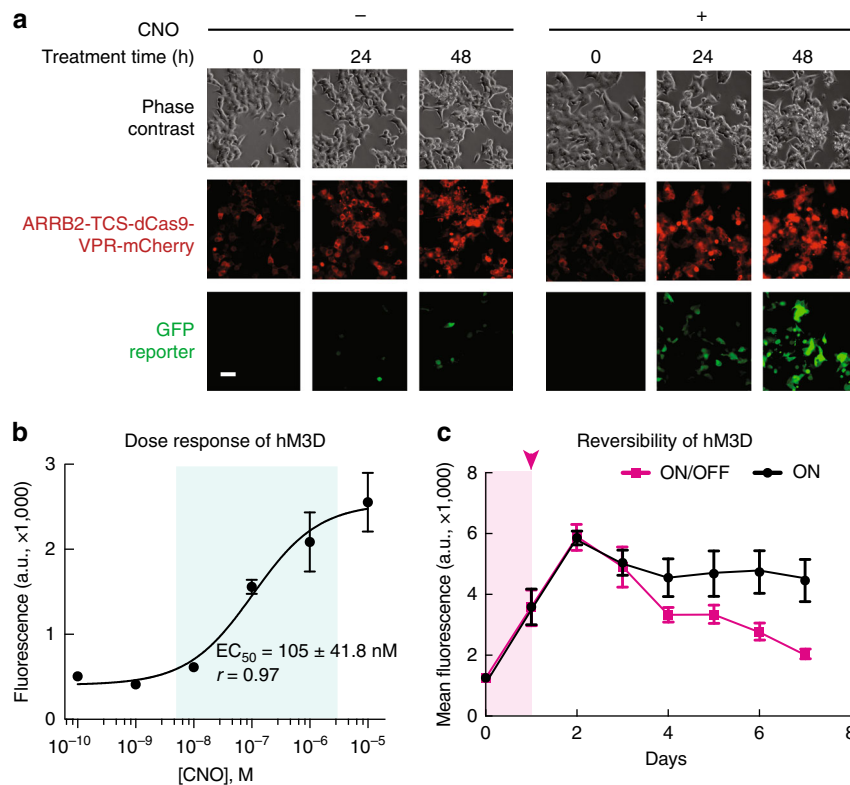 a
CNO
− +
Treatment time (h) 0 24 48 0 24 48
Phase
contrast
ARRB2-TCS-dCas9-
VPR-mCherry
GFP
reporter
b
Dose response of hM3D
Fluorescence (a.u., ×1,000)
3
2
1
0
EC₅₀ = 105 ± 41.8 nM
r = 0.97
10⁻¹⁰ 10⁻⁹ 10⁻⁸ 10⁻⁷ 10⁻⁶ 10⁻⁵
[CNO], M
c
Reversibility of hM3D
ON/OFF ON
Mean fluorescence (a.u., ×1,000)
8
6
4
2
0
0 2 4 6 8
Days